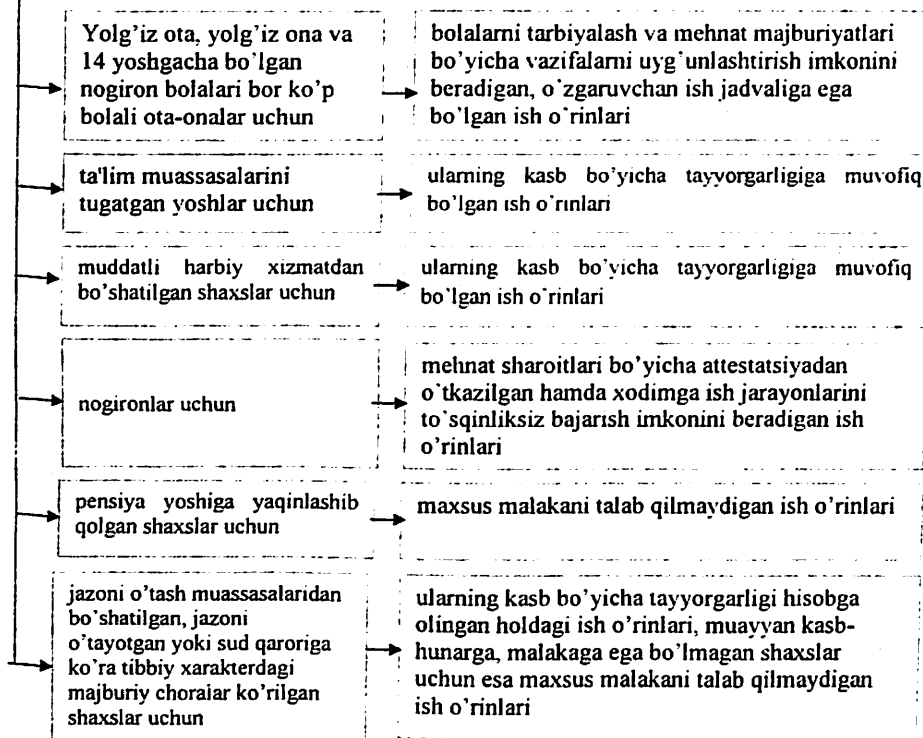 Yolg'iz ota, yolg'iz ona va
14 yoshgacha bo'lgan
nogiron bolalari bor ko'p
bolali ota-onalar uchun
bolalarni tarbiyalash va mehnat majburiyatlari
bo'yicha vazifalarni uyg'unlashtirish imkonini
beradigan, o'zgaruvchan ish jadvaliga ega
bo'lgan ish o'rinlari
ta'lim muassasalarini
tugatgan yoshlar uchun
ularning kasb bo'yicha tayyorgarligiga muvofiq
bo'lgan ish o'rinlari
muddatli harbiy xizmatdan
bo'shatilgan shaxslar uchun
ularning kasb bo'yicha tayyorgarligiga muvofiq
bo'lgan ish o'rinlari
nogironlar uchun
mehnat sharoitlari bo'yicha attestatsiyadan
o'tkazilgan hamda xodimga ish jarayonlarini
to'sqinliksiz bajarish imkonini beradigan ish
o'rinlari
pensiya yoshiga yaqinlashib
qolgan shaxslar uchun
maxsus malakani talab qilmaydigan ish o'rinlari
jazoni o'tash muassasalaridan
bo'shatilgan, jazoni
o'tayotgan yoki sud qaroriga
ko'ra tibbiy xarakterdagi
majburiy choralar ko'rilgan
shaxslar uchun
ularning kasb bo'yicha tayyorgarligi hisobga
olingan holdagi ish o'rinlari, muayyan kasb-
hunarga, malakaga ega bo'lmagan shaxslar
uchun esa maxsus malakani talab qilmaydigan
ish o'rinlari